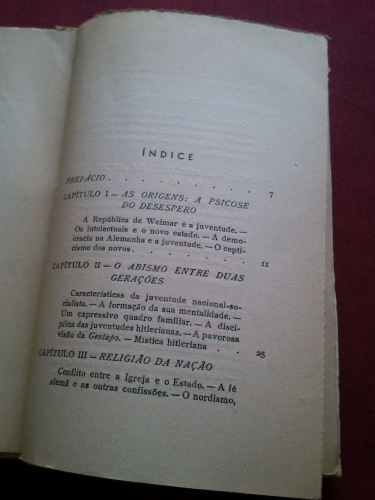 ÍNDICE
PREFÁCIO . . . . . . . . . 7
CAPÍTULO I — AS ORIGENS: A PSICOSE
DO DESESPERO
A República de Weimar e a juventude. —
Os intelectuais e o novo estado. — A demo-
cracia na Alemanha e a juventude. — O cepti-
cismo dos novos . . . . . . . 11
CAPÍTULO II — O ABISMO ENTRE DUAS
GERAÇÕES
Características da juventude nacional-so-
cialista. — A formação da sua mentalidade. —
Um expressivo quadro familiar. — A disci-
plina das juventudes hitlerianas. — A pavorosa
visão da Gestapo. — Mística hitleriana . . 25
CAPÍTULO III — RELIGIÃO DA NAÇÃO
Conflito entre a Igreja e o Estado. — A fé
alemã e as outras confissões. — O nordismo,